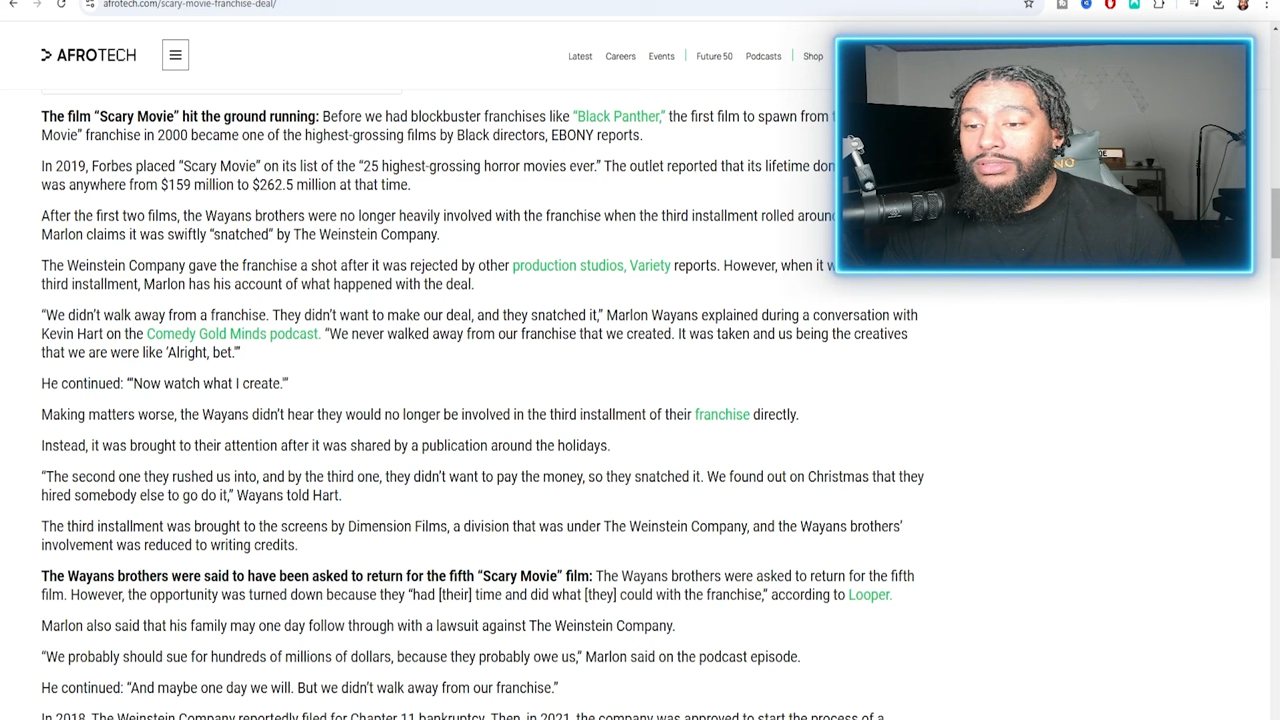 afrotech.com/scary-movie-franchise-deal/
AFROTECH
Latest Careers Events Future 50 Podcasts Shop
The film “Scary Movie” hit the ground running: Before we had blockbuster franchises like “Black Panther,” the first film to spawn from
Movie” franchise in 2000 became one of the highest-grossing films by Black directors, EBONY reports.
In 2019, Forbes placed “Scary Movie” on its list of the “25 highest-grossing horror movies ever.” The outlet reported that its lifetime
was anywhere from $159 million to $262.5 million at that time.
After the first two films, the Wayans brothers were no longer heavily involved with the franchise when the third installment rolled
Marlon claims it was swiftly “snatched” by The Weinstein Company.
The Weinstein Company gave the franchise a shot after it was rejected by other production studios, Variety reports. However, when it
third installment, Marlon has his account of what happened with the deal.
“We didn’t walk away from a franchise. They didn’t want to make our deal, and they snatched it,” Marlon Wayans explained during a conversation with
Kevin Hart on the Comedy Gold Minds podcast. “We never walked away from our franchise that we created. It was taken and us being the creatives
that we are were like ‘Alright, bet.’”
He continued: “‘Now watch what I create.’”
Making matters worse, the Wayans didn’t hear they would no longer be involved in the third installment of their franchise directly.
Instead, it was brought to their attention after it was shared by a publication around the holidays.
“The second one they rushed us into, and by the third one, they didn’t want to pay the money, so they snatched it. We found out on Christmas that they
hired somebody else to go do it,” Wayans told Hart.
The third installment was brought to the screens by Dimension Films, a division that was under The Weinstein Company, and the Wayans brothers’
involvement was reduced to writing credits.
The Wayans brothers were said to have been asked to return for the fifth “Scary Movie” film: The Wayans brothers were asked to return for the fifth
film. However, the opportunity was turned down because they “had [their] time and did what [they] could with the franchise,” according to Looper.
Marlon also said that his family may one day follow through with a lawsuit against The Weinstein Company.
“We probably should sue for hundreds of millions of dollars, because they probably owe us,” Marlon said on the podcast episode.
He continued: “And maybe one day we will. But we didn’t walk away from our franchise.”
In 2018, The Weinstein Company reportedly filed for Chapter 11 bankruptcy. Then, in 2021, the company was approved to start the process of a